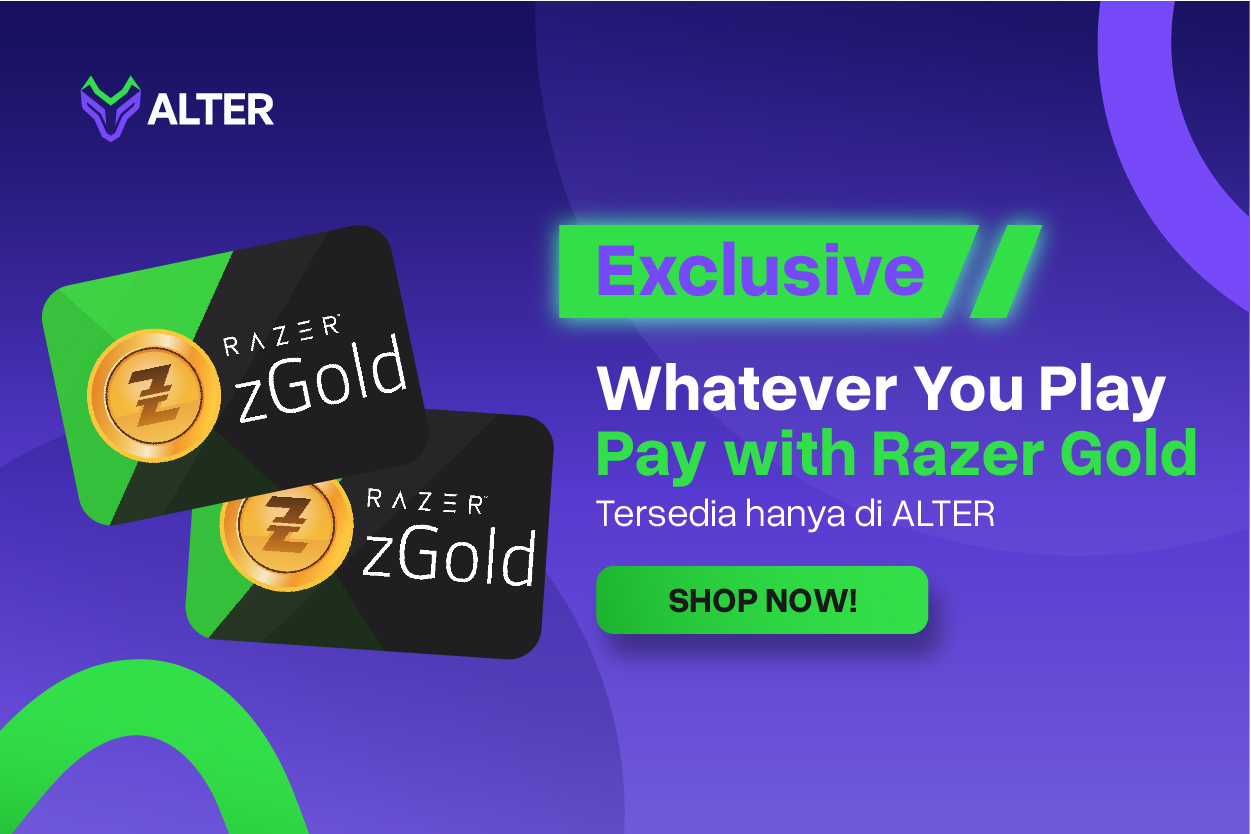 ALTER
Exclusive
RAZER
zGold
RAZER
zGold
Whatever You Play
Pay with Razer Gold
Tersedia hanya di ALTER
SHOP NOW!